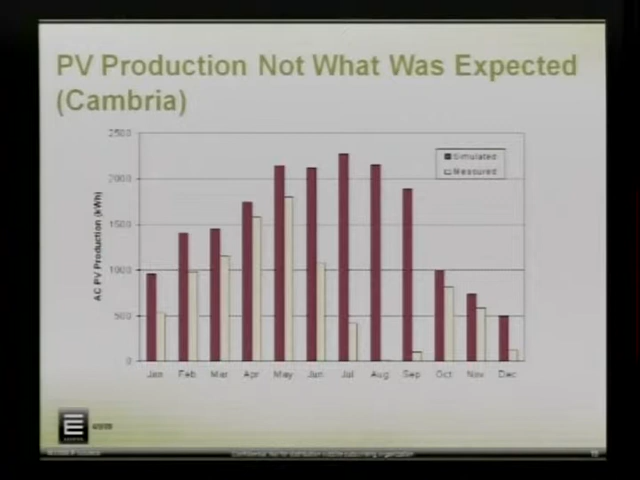 PV Production Not What Was Expected
(Cambria)
AC PV Production (kWh)
2500
2000
1500
1000
500
0
Simulated
Measured
Jan Feb Mar Apr May Jun Jul Aug Sep Oct Nov Dec